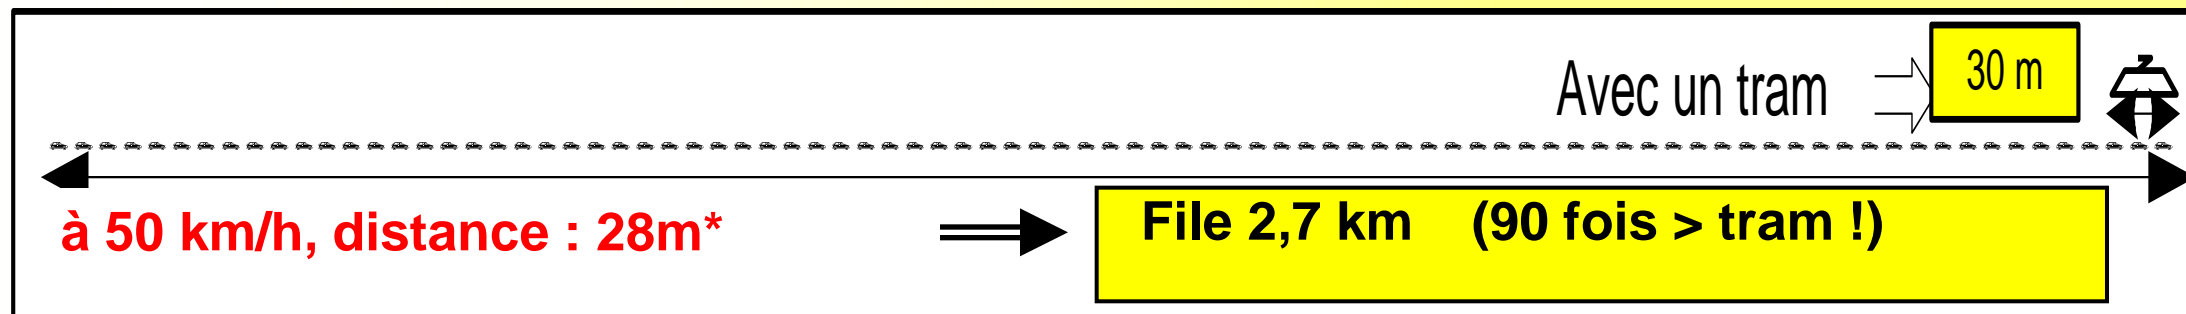 Avec un tram
30 m
à 50 km/h, distance : 28m*
File 2,7 km (90 fois > tram !)